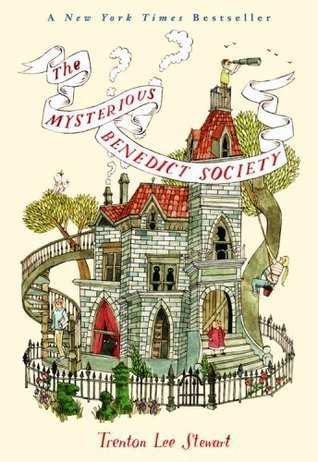 A New York Times Bestseller
The
MYSTERIOUS
BENEDICT SOCIETY
Trenton Lee Stewart